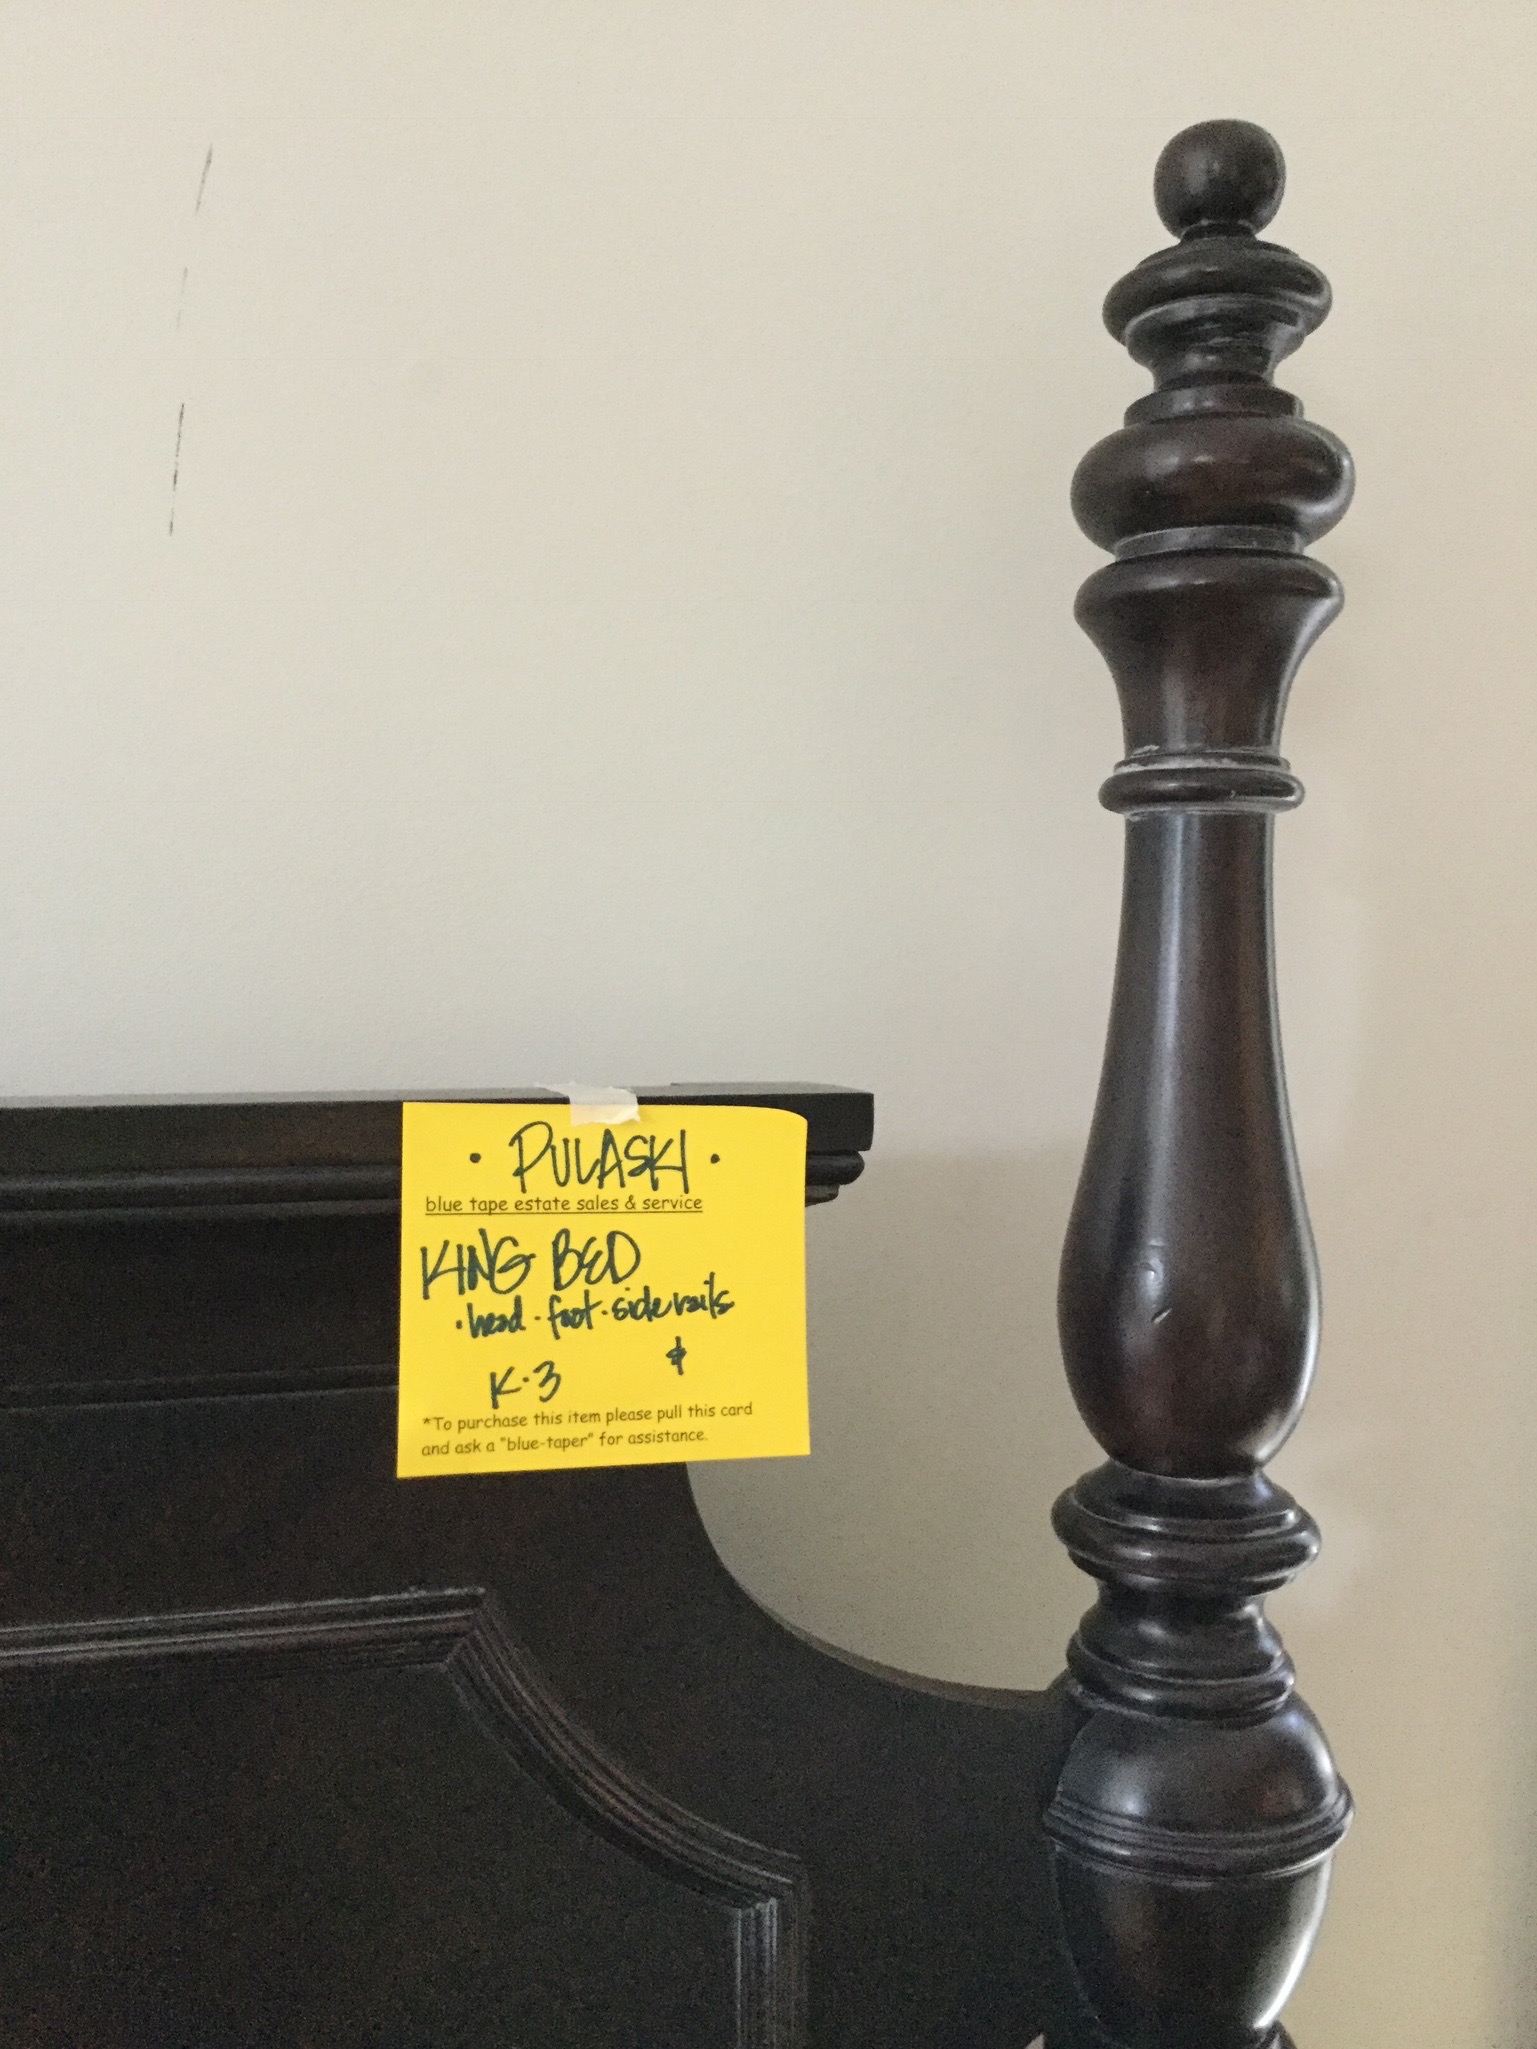 • PULASKI •
blue tape estate sales & service
KING BED
• head • foot • side rails
K-3 $
*To purchase this item please pull this card
and ask a "blue-taper" for assistance.